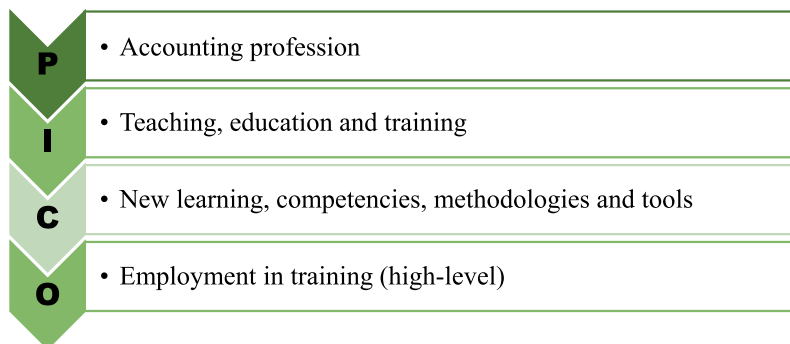 P
• Accounting profession
I
• Teaching, education and training
C
• New learning, competencies, methodologies and tools
O
• Employment in training (high-level)